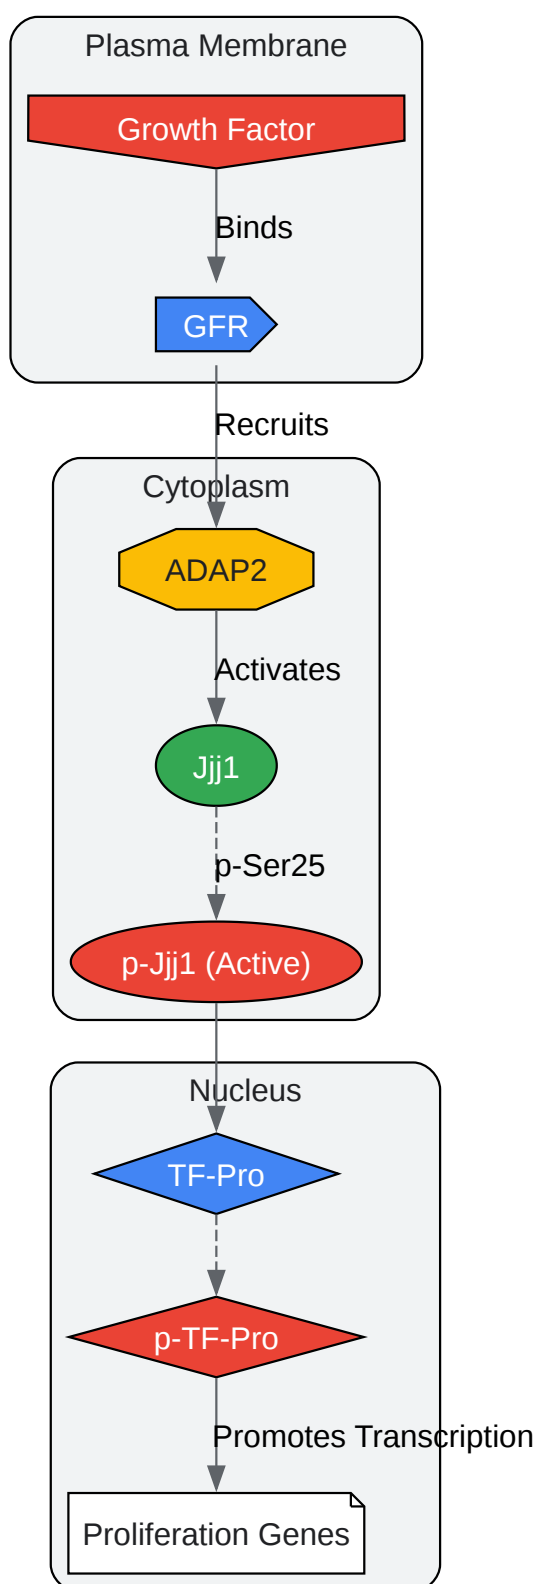 Plasma Membrane
Growth Factor
Binds
GFR
Recruits
Cytoplasm
ADAP2
Activates
Jjj1
p-Ser25
p-Jjj1 (Active)
Nucleus
TF-Pro
p-TF-Pro
Promotes Transcription
Proliferation Genes